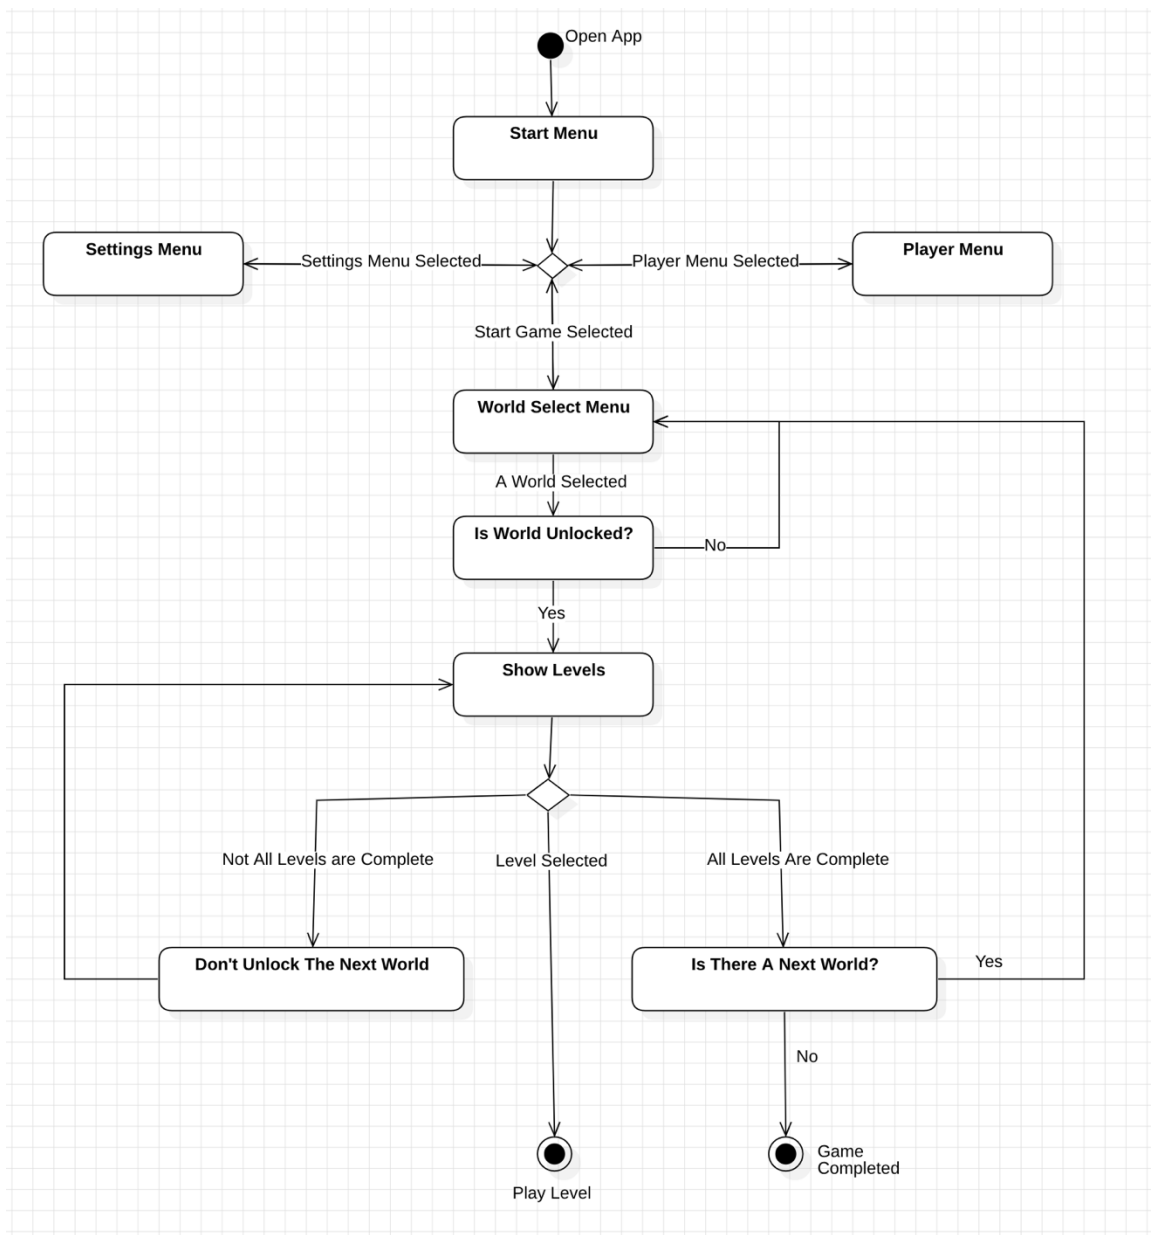 Open App
Start Menu
Settings Menu
Settings Menu Selected
Player Menu Selected
Player Menu
Start Game Selected
World Select Menu
A World Selected
Is World Unlocked?
No
Yes
Show Levels
Not All Levels are Complete
Level Selected
All Levels Are Complete
Don't Unlock The Next World
Is There A Next World?
Yes
No
Game
Completed
Play Level